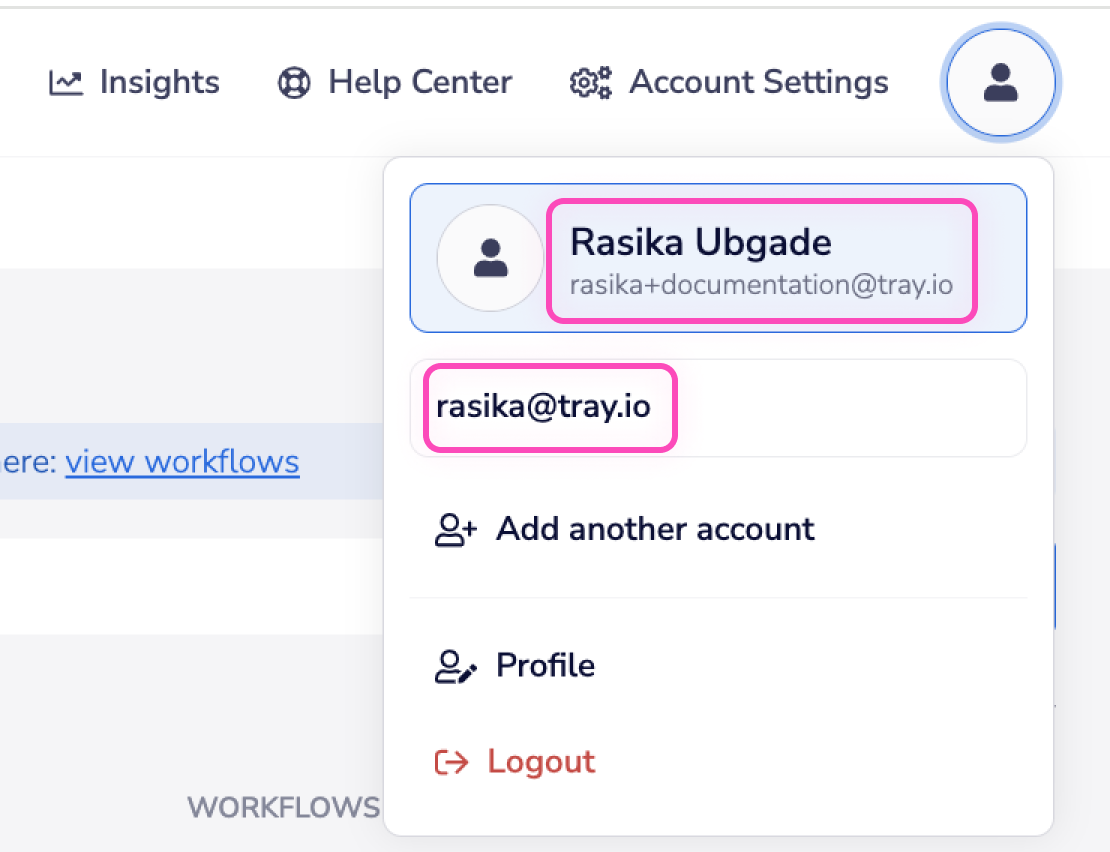 Insights Help Center Account Settings
Rasika Ubgade
rasika+documentation@tray.io
rasika@tray.io
ere: view workflows
Add another account
Profile
Logout
WORKFLOWS